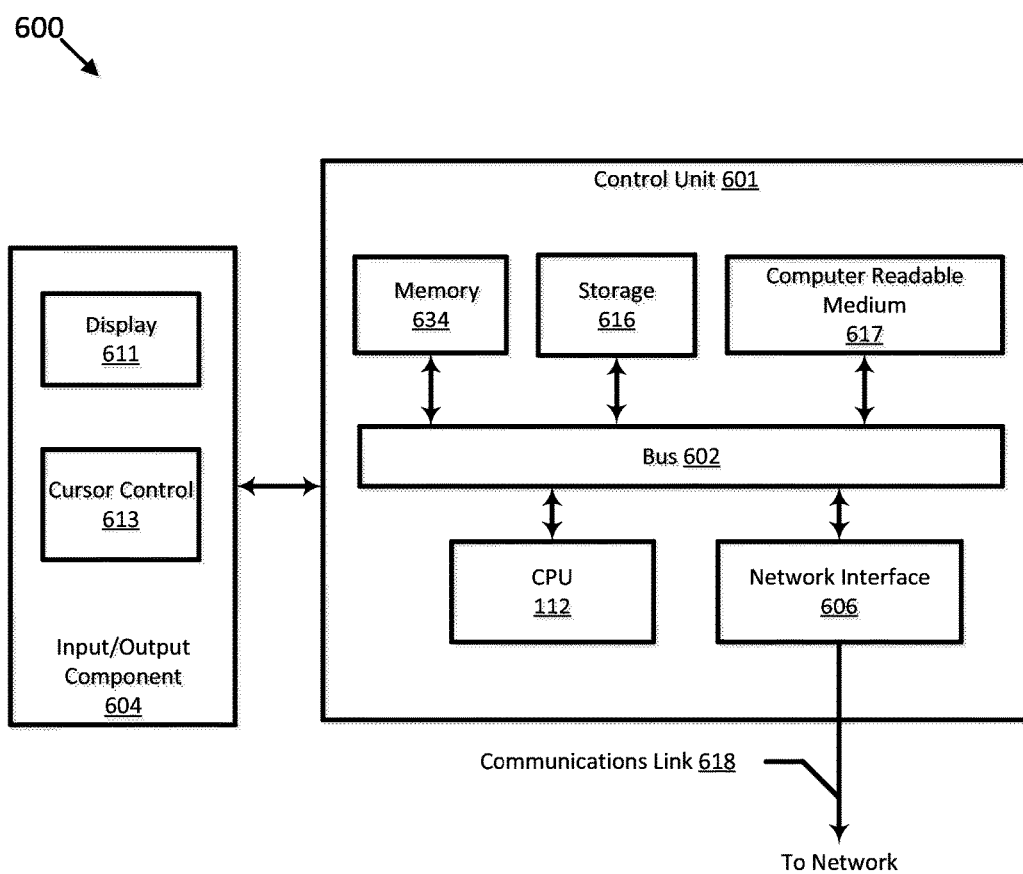 600
Control Unit 601
Memory
634
Storage
616
Computer Readable
Medium
617
Display
611
Bus 602
Cursor Control
613
CPU
112
Network Interface
606
Input/Output
Component
604
Communications Link 618
To Network